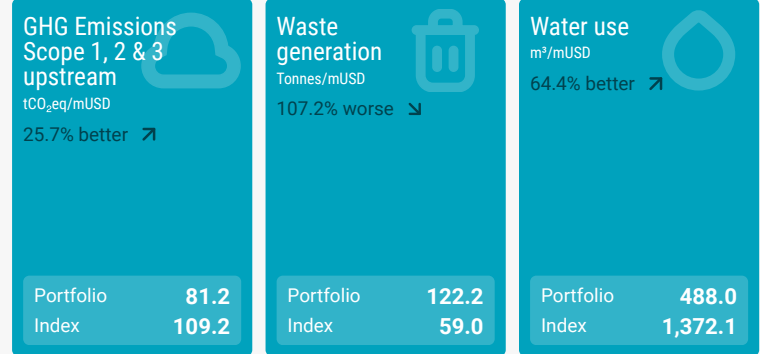 GHG Emissions
Scope 1, 2 & 3
upstream
tCO₂eq/mUSD
25.7% better
Portfolio 81.2
Index 109.2
Waste
generation
Tonnes/mUSD
107.2% worse
Portfolio 122.2
Index 59.0
Water use
m³/mUSD
64.4% better
Portfolio 488.0
Index 1,372.1